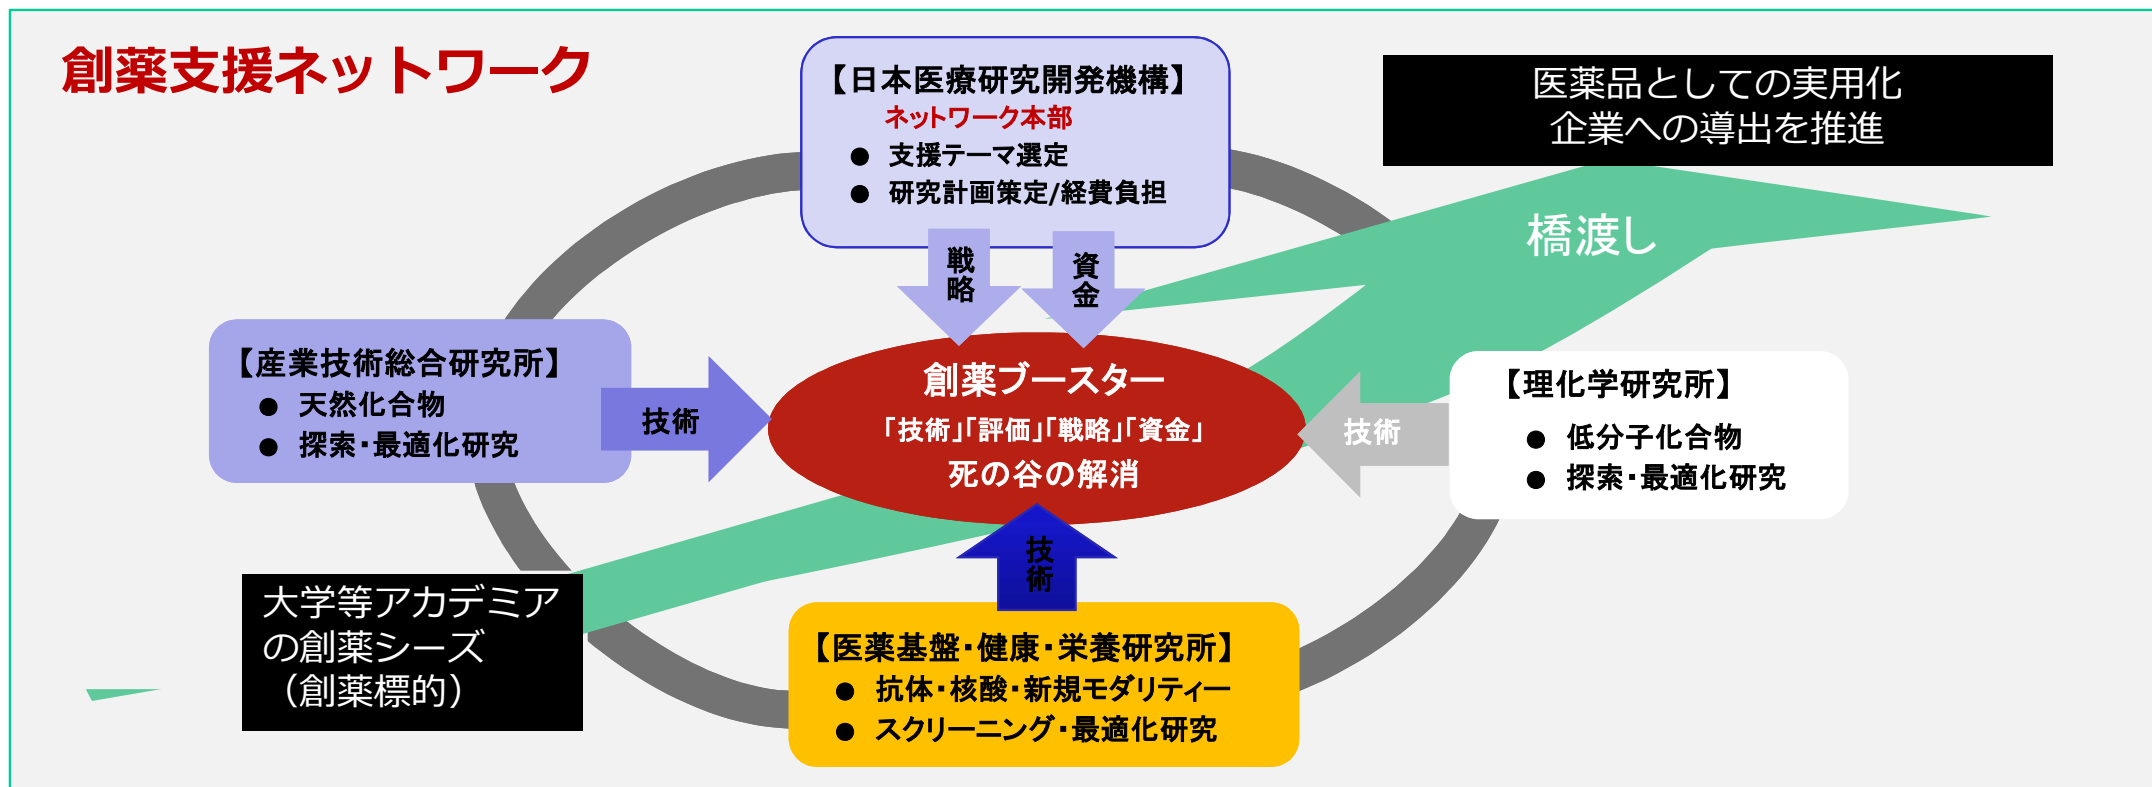 創薬支援ネットワーク
【日本医療研究開発機構】
ネットワーク本部
● 支援テーマ選定
● 研究計画策定/経費負担
医薬品としての実用化
企業への導出を推進
橋渡し
戦略
資金
【産業技術総合研究所】
● 天然化合物
● 探索・最適化研究
技術
創薬ブースター
「技術」「評価」「戦略」「資金」
死の谷の解消
技術
【理化学研究所】
● 低分子化合物
● 探索・最適化研究
技術
大学等アカデミア
の創薬シーズ
（創薬標的）
【医薬基盤・健康・栄養研究所】
● 抗体・核酸・新規モダリティー
● スクリーニング・最適化研究